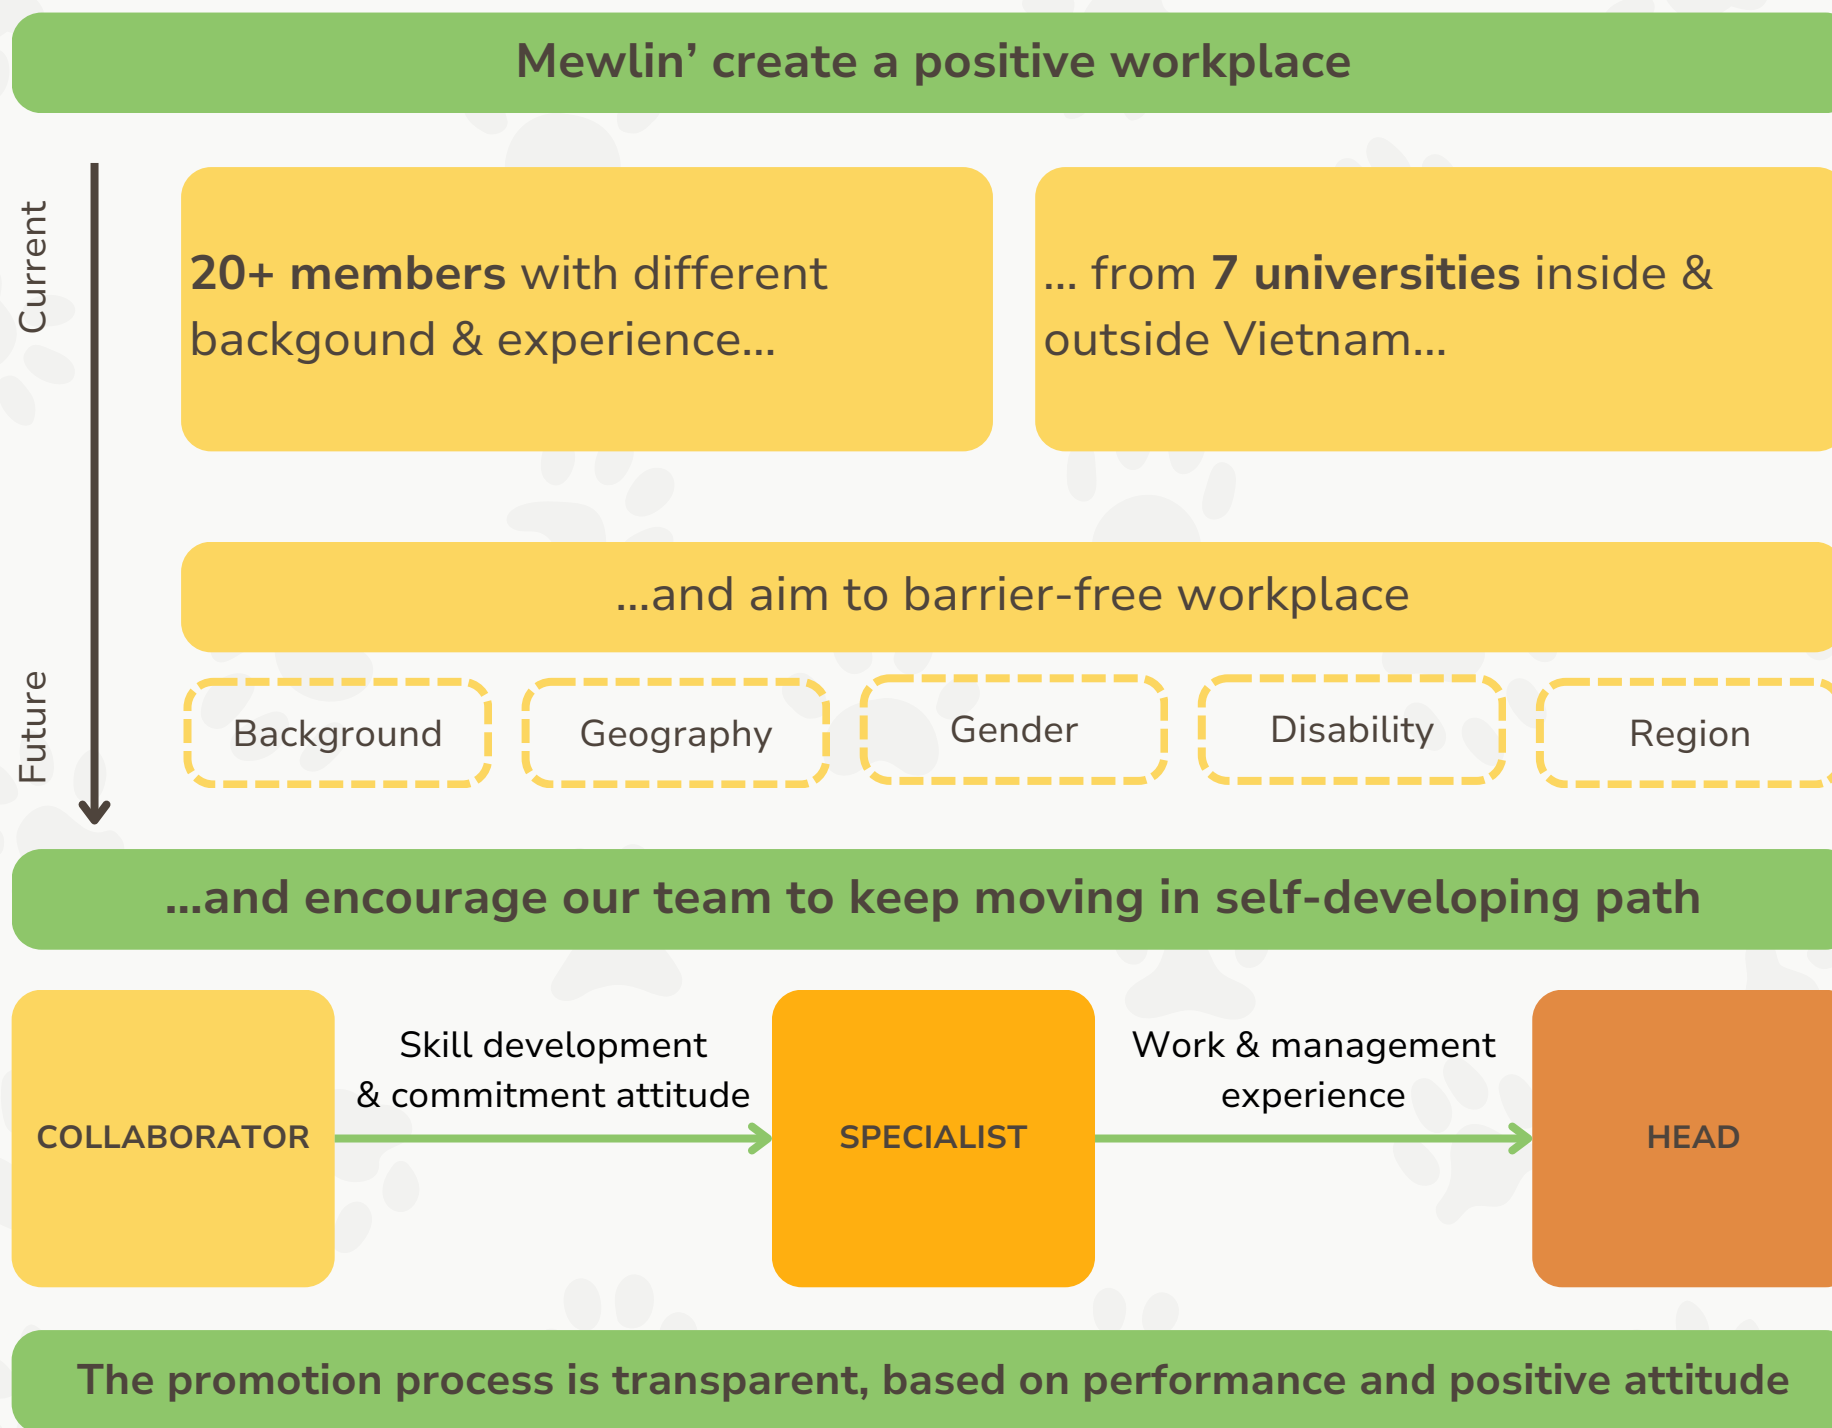 Mewlin’ create a positive workplace
Current
20+ members with different
backgound & experience...
... from 7 universities inside &
outside Vietnam...
...and aim to barrier-free workplace
Future
Background
Geography
Gender
Disability
Region
...and encourage our team to keep moving in self-developing path
COLLABORATOR
Skill development
& commitment attitude
SPECIALIST
Work & management
experience
HEAD
The promotion process is transparent, based on performance and positive attitude